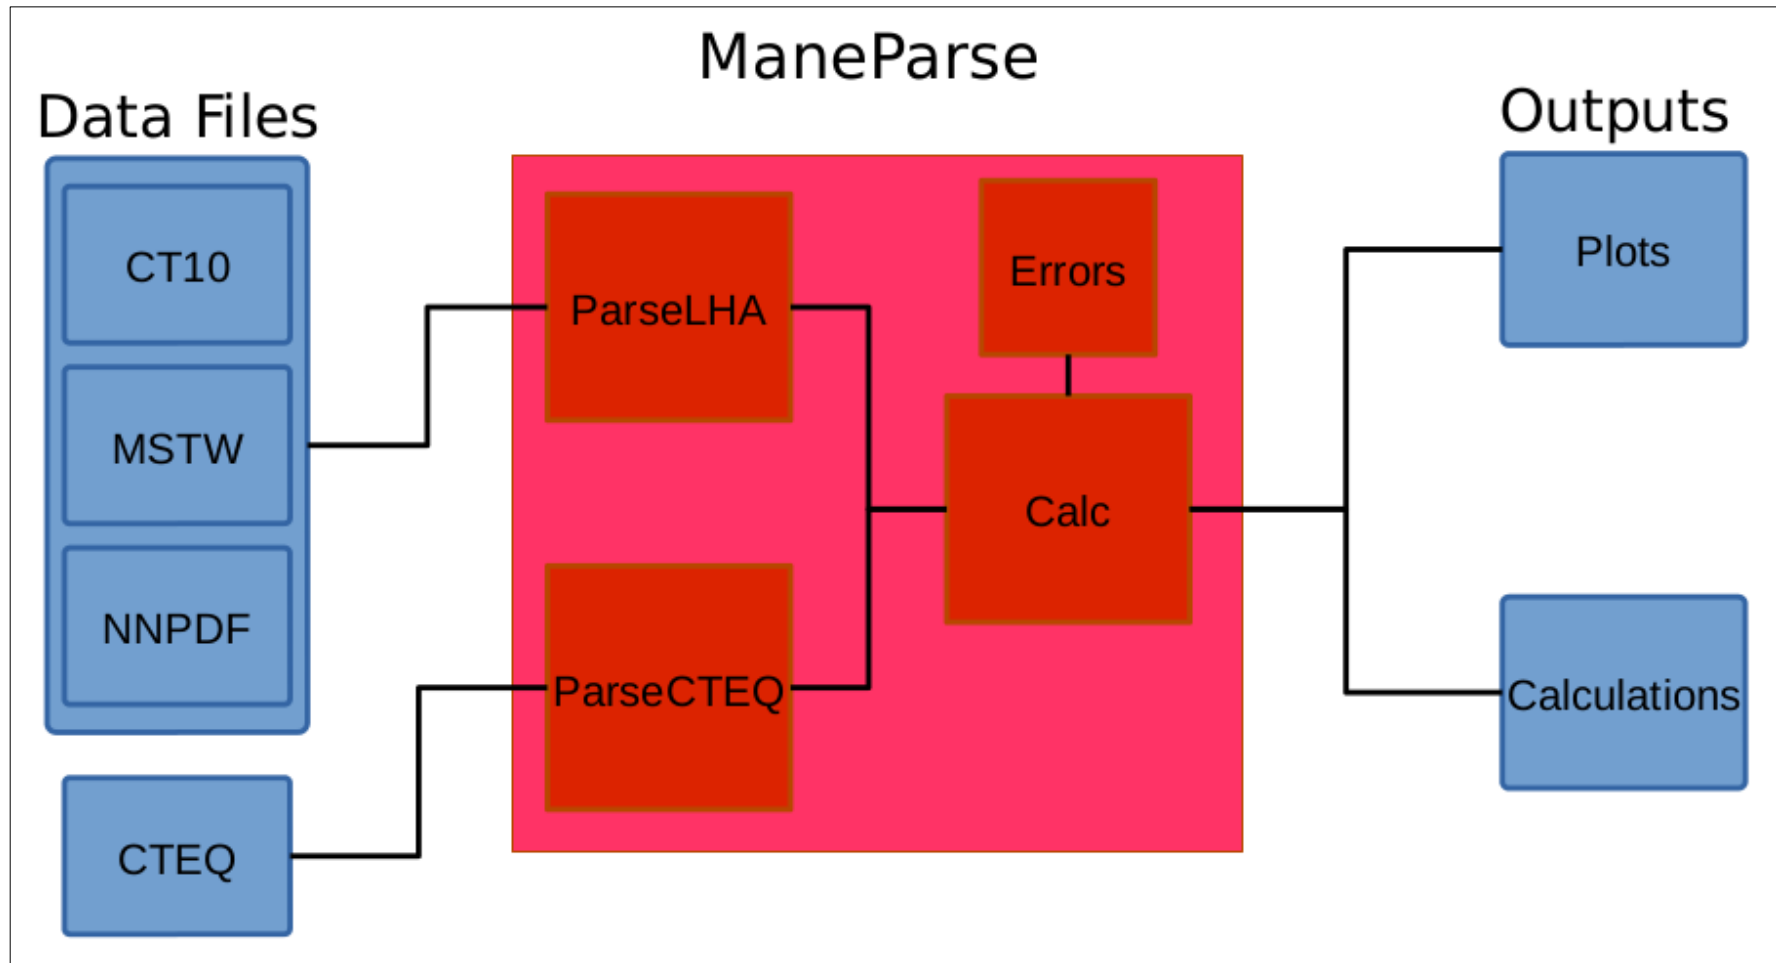 ManeParse
Data Files
Outputs
CT10
MSTW
NNPDF
CTEQ
ParseLHA
ParseCTEQ
Errors
Calc
Plots
Calculations